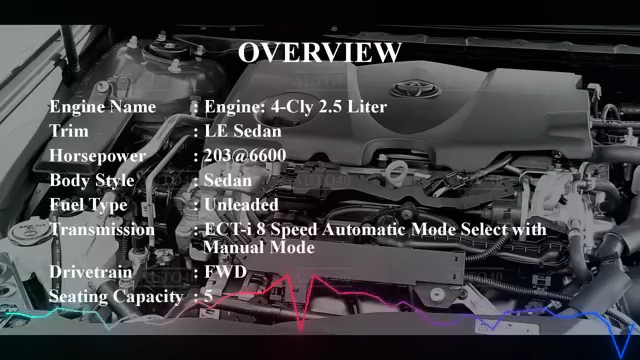 OVERVIEW
Engine Name : Engine: 4-Cly 2.5 Liter
Trim : LE Sedan
Horsepower : 203@6600
Body Style : Sedan
Fuel Type : Unleaded
Transmission : ECT-i 8 Speed Automatic Mode Select with
Manual Mode
Drivetrain : FWD
Seating Capacity : 5